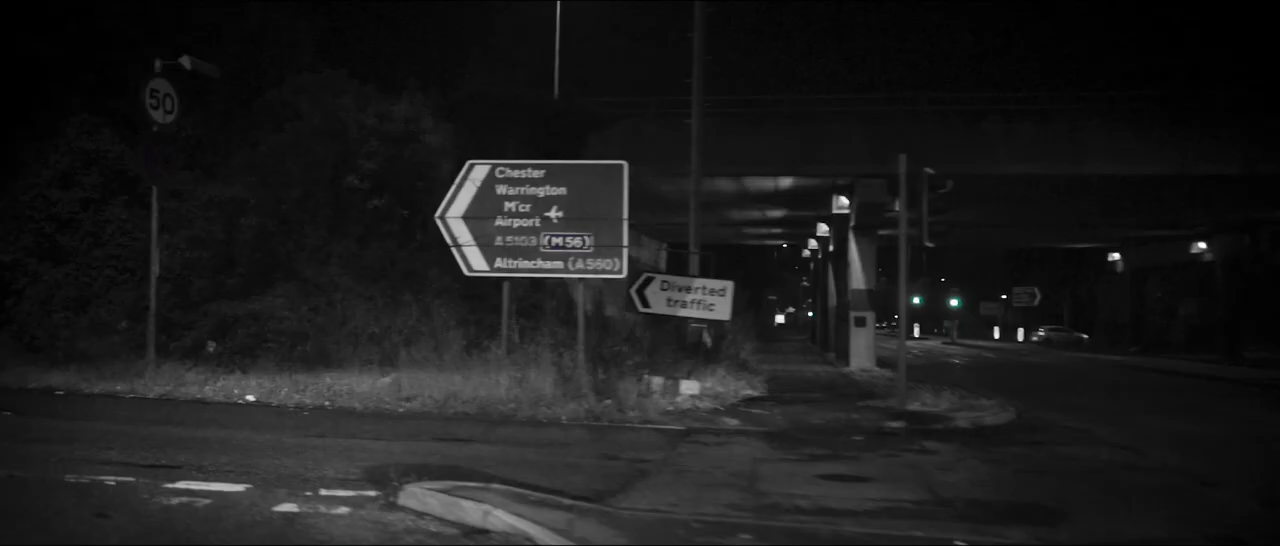 50
Chester
Warrington
M'cr
Airport
A5103 (M56)
Altrincham (A560)
Diverted
traffic